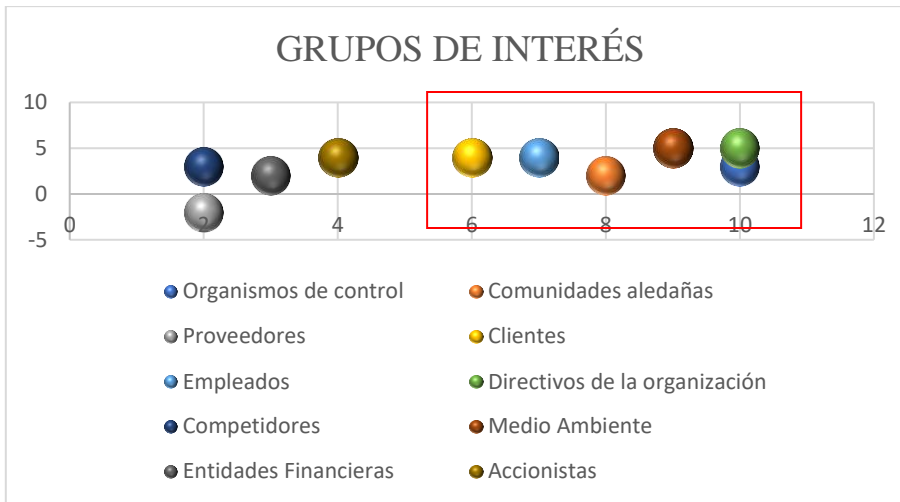 GRUPOS DE INTERÉS
10
5
0
-5
0 2 4 6 8 10 12
Organismos de control Comunidades aledañas
Proveedores Clientes
Empleados Directivos de la organización
Competidores Medio Ambiente
Entidades Financieras Accionistas